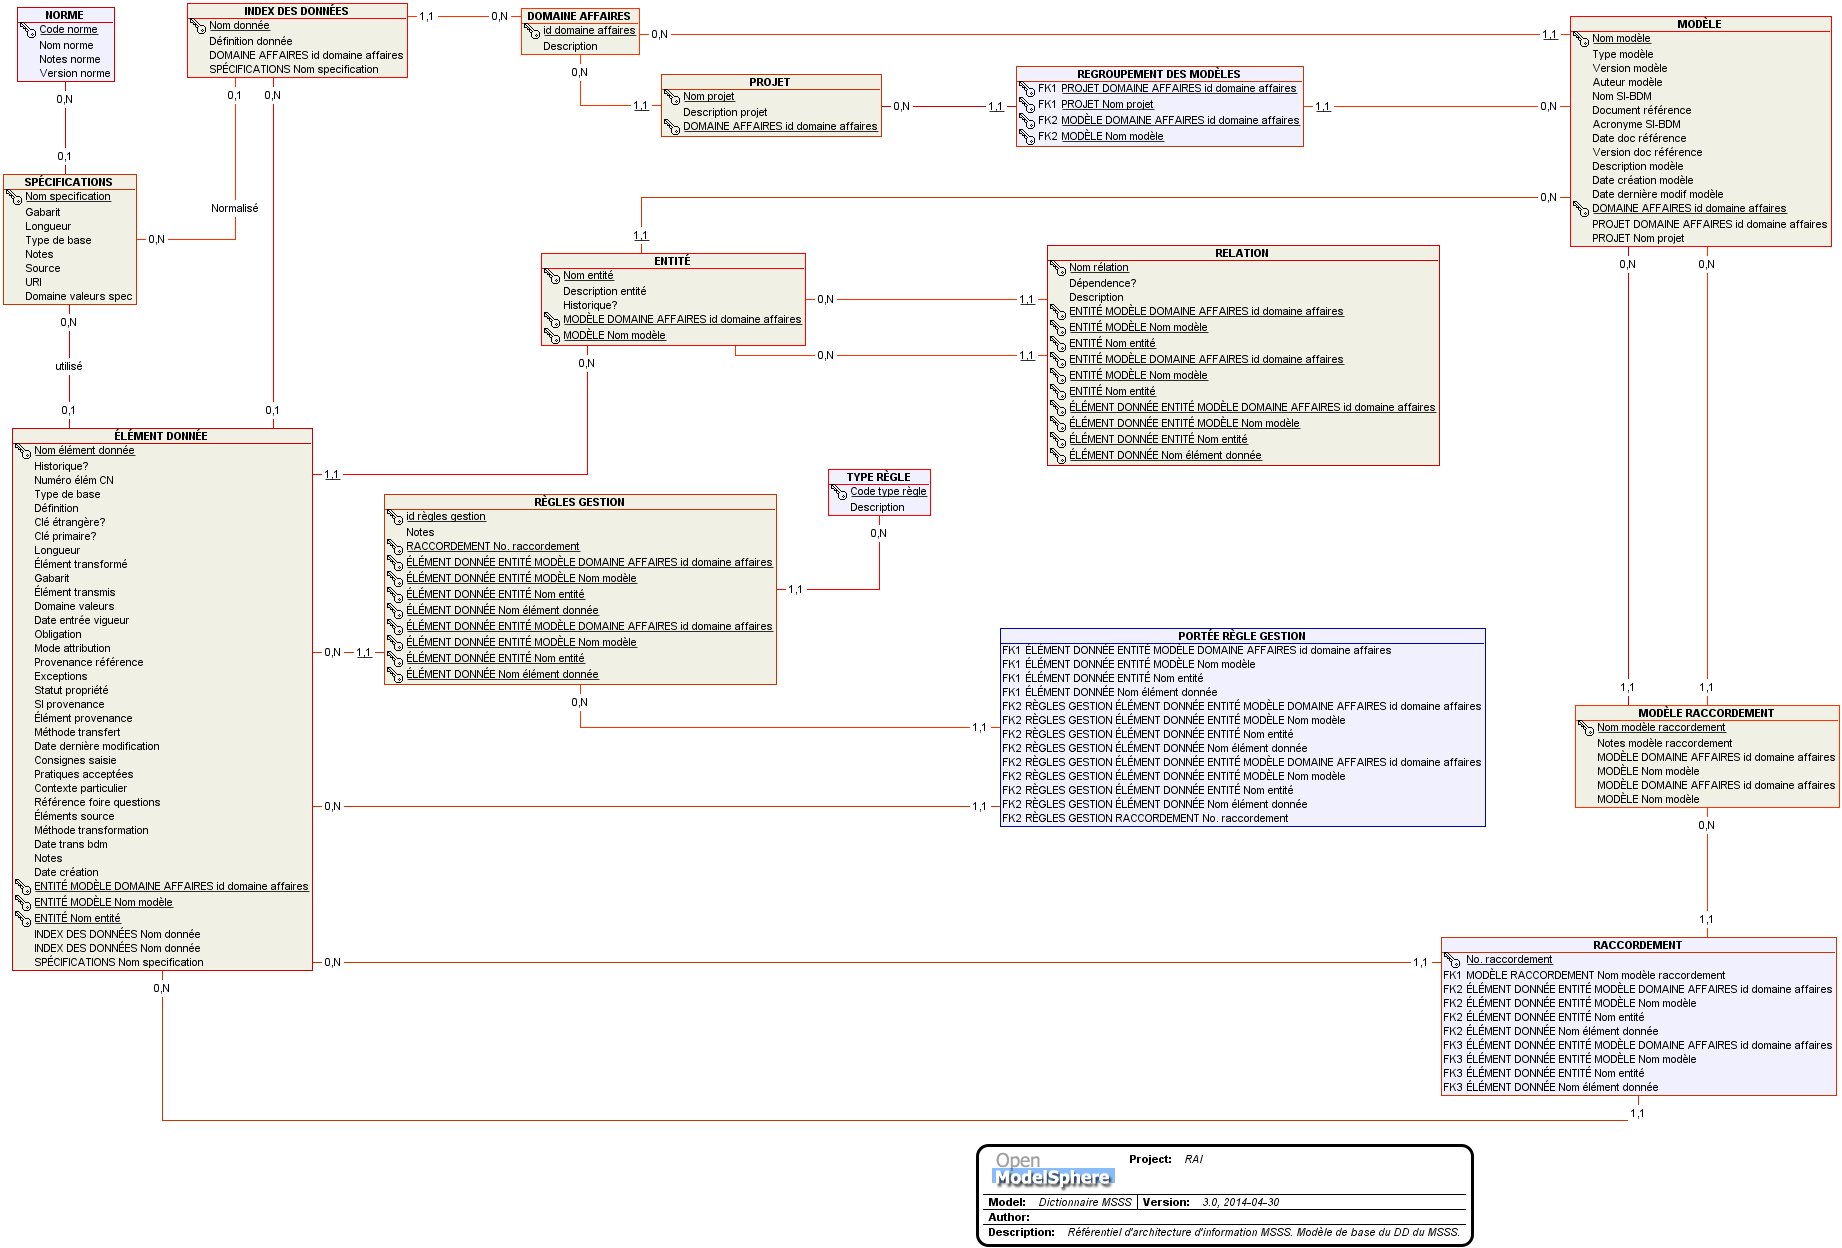 NORME
Code norme
Nom norme
Notes norme
Version norme
0,N
0,1
INDEX DES DONNÉES
Nom donnée
Définition donnée
DOMAINE AFFAIRES id domaine affaires
SPÉCIFICATIONS Nom specification
1,1
0,N
0,1
0,N
DOMAINE AFFAIRES
id domaine affaires
Description
0,N
1,1
0,N
1,1
PROJET
Nom projet
Description projet
DOMAINE AFFAIRES id domaine affaires
0,N
1,1
REGROUPEMENT DES MODÈLES
FK1 PROJET DOMAINE AFFAIRES id domaine affaires
FK1 PROJET Nom projet
FK2 MODÈLE DOMAINE AFFAIRES id domaine affaires
FK2 MODÈLE Nom modèle
1,1
0,N
MODÈLE
Nom modèle
Type modèle
Version modèle
Auteur modèle
Nom SI-BDM
Document référence
Acronyme SI-BDM
Date doc référence
Version doc référence
Description modèle
Date création modèle
Date dernière modif modèle
DOMAINE AFFAIRES id domaine affaires
PROJET DOMAINE AFFAIRES id domaine affaires
PROJET Nom projet
0,N
0,N
0,N
SPÉCIFICATIONS
Nom specification
Gabarit
Longueur
Type de base
Notes
Source
URI
Domaine valeurs spec
0,N
Normalisé
0,N
utilisé
0,1
0,1
1,1
ENTITÉ
Nom entité
Description entité
Historique?
MODÈLE DOMAINE AFFAIRES id domaine affaires
MODÈLE Nom modèle
0,N
1,1
0,N
1,1
0,N
RELATION
Nom rélation
Dépendence?
Description
ENTITÉ MODÈLE DOMAINE AFFAIRES id domaine affaires
ENTITÉ MODÈLE Nom modèle
ENTITÉ Nom entité
ENTITÉ MODÈLE DOMAINE AFFAIRES id domaine affaires
ENTITÉ MODÈLE Nom modèle
ENTITÉ Nom entité
ÉLÉMENT DONNÉE ENTITÉ MODÈLE DOMAINE AFFAIRES id domaine affaires
ÉLÉMENT DONNÉE ENTITÉ MODÈLE Nom modèle
ÉLÉMENT DONNÉE ENTITÉ Nom entité
ÉLÉMENT DONNÉE Nom élément donnée
ÉLÉMENT DONNÉE
Nom élément donnée
Historique?
Numéro élém CN
Type de base
Définition
Clé étrangère?
Clé primaire?
Longueur
Élément transformé
Gabarit
Élément transmis
Domaine valeurs
Date entrée vigueur
Obligation
Mode attribution
Provenance référence
Exceptions
Statut propriété
SI provenance
Élément provenance
Méthode transfert
Date dernière modification
Consignes saisie
Pratiques acceptées
Contexte particulier
Référence foire questions
Éléments source
Méthode transformation
Date trans bdm
Notes
Date création
ENTITÉ MODÈLE DOMAINE AFFAIRES id domaine affaires
ENTITÉ MODÈLE Nom modèle
ENTITÉ Nom entité
INDEX DES DONNÉES Nom donnée
INDEX DES DONNÉES Nom donnée
SPÉCIFICATIONS Nom specification
1,1
0,N
1,1
RÈGLES GESTION
id règles gestion
Notes
RACCORDEMENT No. raccordement
ÉLÉMENT DONNÉE ENTITÉ MODÈLE DOMAINE AFFAIRES id domaine affaires
ÉLÉMENT DONNÉE ENTITÉ MODÈLE Nom modèle
ÉLÉMENT DONNÉE ENTITÉ Nom entité
ÉLÉMENT DONNÉE Nom élément donnée
ÉLÉMENT DONNÉE ENTITÉ MODÈLE DOMAINE AFFAIRES id domaine affaires
ÉLÉMENT DONNÉE ENTITÉ MODÈLE Nom modèle
ÉLÉMENT DONNÉE ENTITÉ Nom entité
ÉLÉMENT DONNÉE Nom élément donnée
TYPE RÈGLE
Code type règle
Description
0,N
1,1
0,N
1,1
PORTÉE RÈGLE GESTION
FK1 ÉLÉMENT DONNÉE ENTITÉ MODÈLE DOMAINE AFFAIRES id domaine affaires
FK1 ÉLÉMENT DONNÉE ENTITÉ MODÈLE Nom modèle
FK1 ÉLÉMENT DONNÉE ENTITÉ Nom entité
FK1 ÉLÉMENT DONNÉE Nom élément donnée
FK2 RÈGLES GESTION ÉLÉMENT DONNÉE ENTITÉ MODÈLE DOMAINE AFFAIRES id domaine affaires
FK2 RÈGLES GESTION ÉLÉMENT DONNÉE ENTITÉ MODÈLE Nom modèle
FK2 RÈGLES GESTION ÉLÉMENT DONNÉE ENTITÉ Nom entité
FK2 RÈGLES GESTION ÉLÉMENT DONNÉE Nom élément donnée
FK2 RÈGLES GESTION ÉLÉMENT DONNÉE ENTITÉ MODÈLE DOMAINE AFFAIRES id domaine affaires
FK2 RÈGLES GESTION ÉLÉMENT DONNÉE ENTITÉ MODÈLE Nom modèle
FK2 RÈGLES GESTION ÉLÉMENT DONNÉE ENTITÉ Nom entité
FK2 RÈGLES GESTION ÉLÉMENT DONNÉE Nom élément donnée
FK2 RÈGLES GESTION RACCORDEMENT No. raccordement
0,N
1,1
1,1
1,1
MODÈLE RACCORDEMENT
Nom modèle raccordement
Notes modèle raccordement
MODÈLE DOMAINE AFFAIRES id domaine affaires
MODÈLE Nom modèle
MODÈLE DOMAINE AFFAIRES id domaine affaires
MODÈLE Nom modèle
0,N
1,1
0,N
1,1
RACCORDEMENT
No. raccordement
FK1 MODÈLE RACCORDEMENT Nom modèle raccordement
FK2 ÉLÉMENT DONNÉE ENTITÉ MODÈLE DOMAINE AFFAIRES id domaine affaires
FK2 ÉLÉMENT DONNÉE ENTITÉ MODÈLE Nom modèle
FK2 ÉLÉMENT DONNÉE ENTITÉ Nom entité
FK2 ÉLÉMENT DONNÉE Nom élément donnée
FK3 ÉLÉMENT DONNÉE ENTITÉ MODÈLE DOMAINE AFFAIRES id domaine affaires
FK3 ÉLÉMENT DONNÉE ENTITÉ MODÈLE Nom modèle
FK3 ÉLÉMENT DONNÉE ENTITÉ Nom entité
FK3 ÉLÉMENT DONNÉE Nom élément donnée
0,N
1,1
Open
ModelSphere
Project: RAI
Model: Dictionnaire MSSS Version: 3.0, 2014-04-30
Author:
Description: Référentiel d'architecture d'information MSSS. Modèle de base du DD du MSSS.